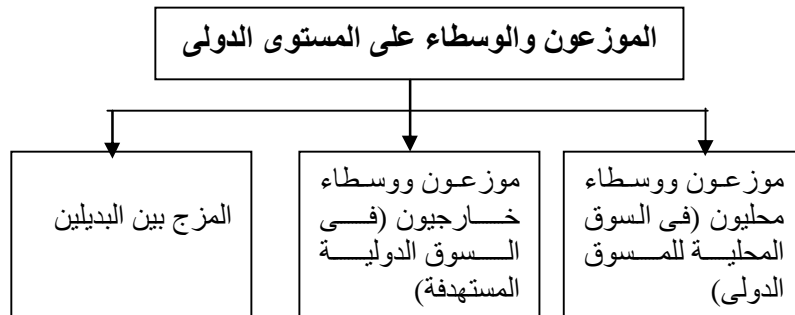 الموزعون والوسطاء على المستوى الدولى
موزعون ووسطاء
محليون (فى السوق
المحلية للمسوق
الدولى)
موزعون ووسطاء
خارجيون (فى
السوق الدولية
المستهدفة)
المزج بين البديلين